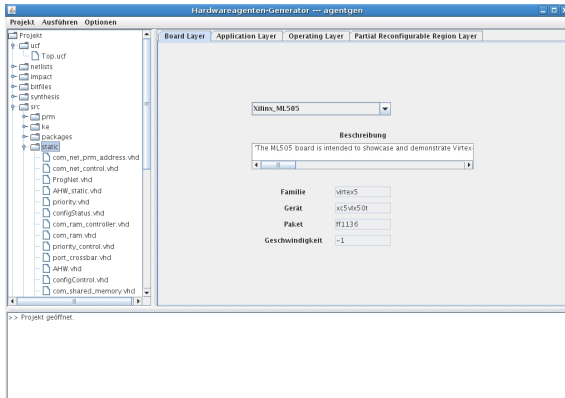 Hardwareagenten-Generator --- agentgen
Projekt Ausführen Optionen
Projekt
ucf
Top.ucf
netlists
impact
bitfiles
synthesis
src
prm
ke
packages
static
com_net_prm_address.vhd
com_net_control.vhd
ProgNet.vhd
AHW_static.vhd
priority.vhd
configStatus.vhd
com_ram_controller.vhd
com_ram.vhd
priority_control.vhd
port_crossbar.vhd
AHW.vhd
configControl.vhd
com_shared_memory.vhd
Board Layer Application Layer Operating Layer Partial Reconfigurable Region Layer
Xilinx_ML505
Beschreibung
'The ML505 board is intended to showcase and demonstrate Virtex-
Familie virtex5
Gerät xc5vlx50t
Paket ff1136
Geschwindigkeit -1
>> Projekt geöffnet.